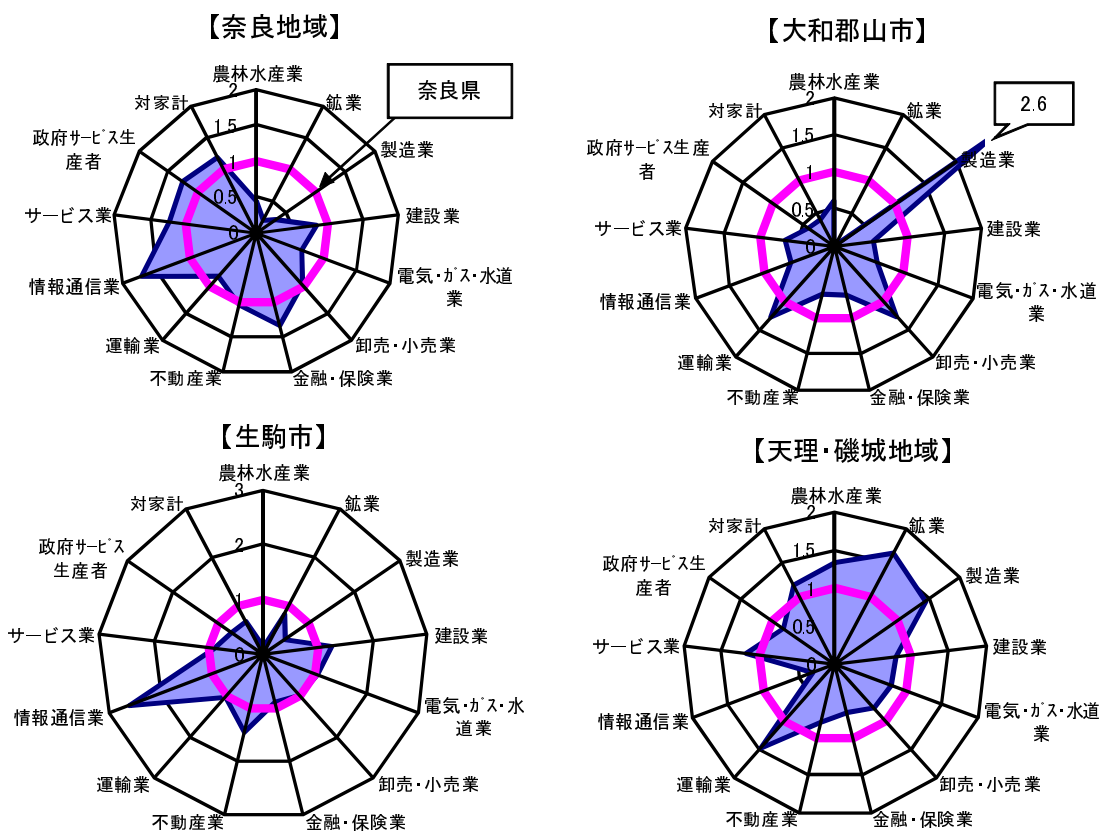 【奈良地域】
農林水産業
鉱業
製造業
建設業
電気・ｶﾞｽ・水道
業
卸売・小売業
金融・保険業
不動産業
運輸業
情報通信業
サービス業
政府ｻｰﾋﾞｽ生
産者
対家計
2
1.5
1
0.5
0
奈良県
【大和郡山市】
農林水産業
鉱業
製造業
建設業
電気・ｶﾞｽ・水道
業
卸売・小売業
金融・保険業
不動産業
運輸業
情報通信業
サービス業
政府ｻｰﾋﾞｽ生産
者
対家計
2
1.5
1
0.5
0
2.6
【生駒市】
農林水産業
鉱業
製造業
建設業
電気・ｶﾞｽ・水
道業
卸売・小売業
金融・保険業
不動産業
運輸業
情報通信業
サービス業
政府ｻｰﾋﾞｽ
生産者
対家計
3
2
1
0
【天理・磯城地域】
農林水産業
鉱業
製造業
建設業
電気・ｶﾞｽ・水道
業
卸売・小売業
金融・保険業
不動産業
運輸業
情報通信業
サービス業
政府ｻｰﾋﾞｽ生
産者
対家計
2
1.5
1
0.5
0